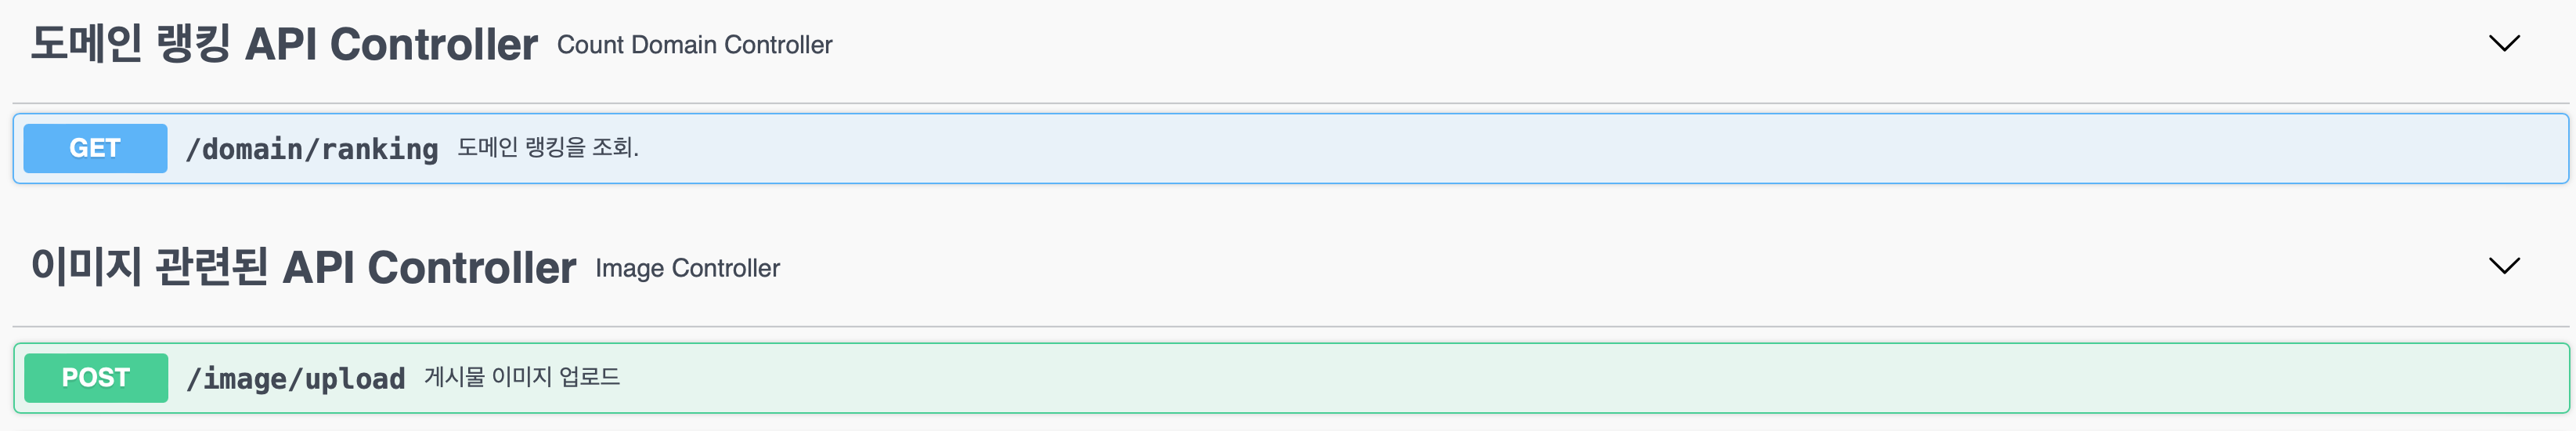 도메인 랭킹 API Controller Count Domain Controller
GET /domain/ranking 도메인 랭킹을 조회.
이미지 관련된 API Controller Image Controller
POST /image/upload 게시물 이미지 업로드